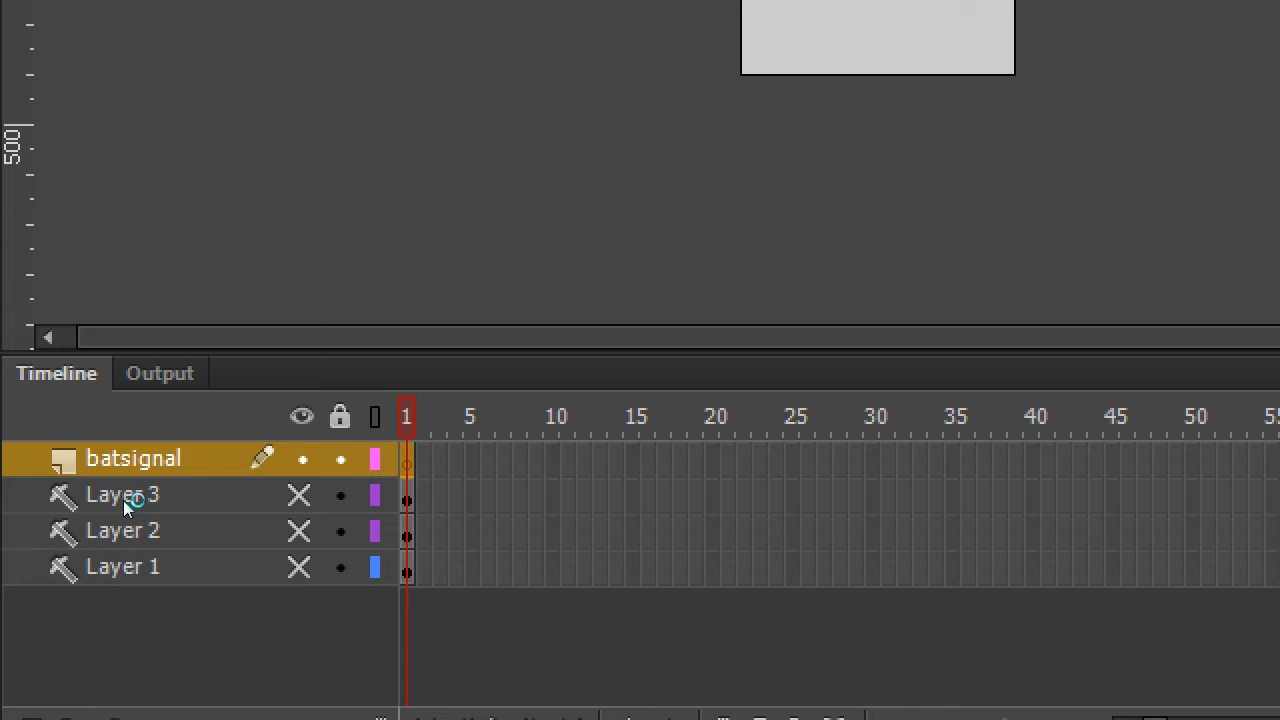 500
Timeline Output
1 5 10 15 20 25 30 35 40 45 50 55
batsignal
Layer 3
Layer 2
Layer 1